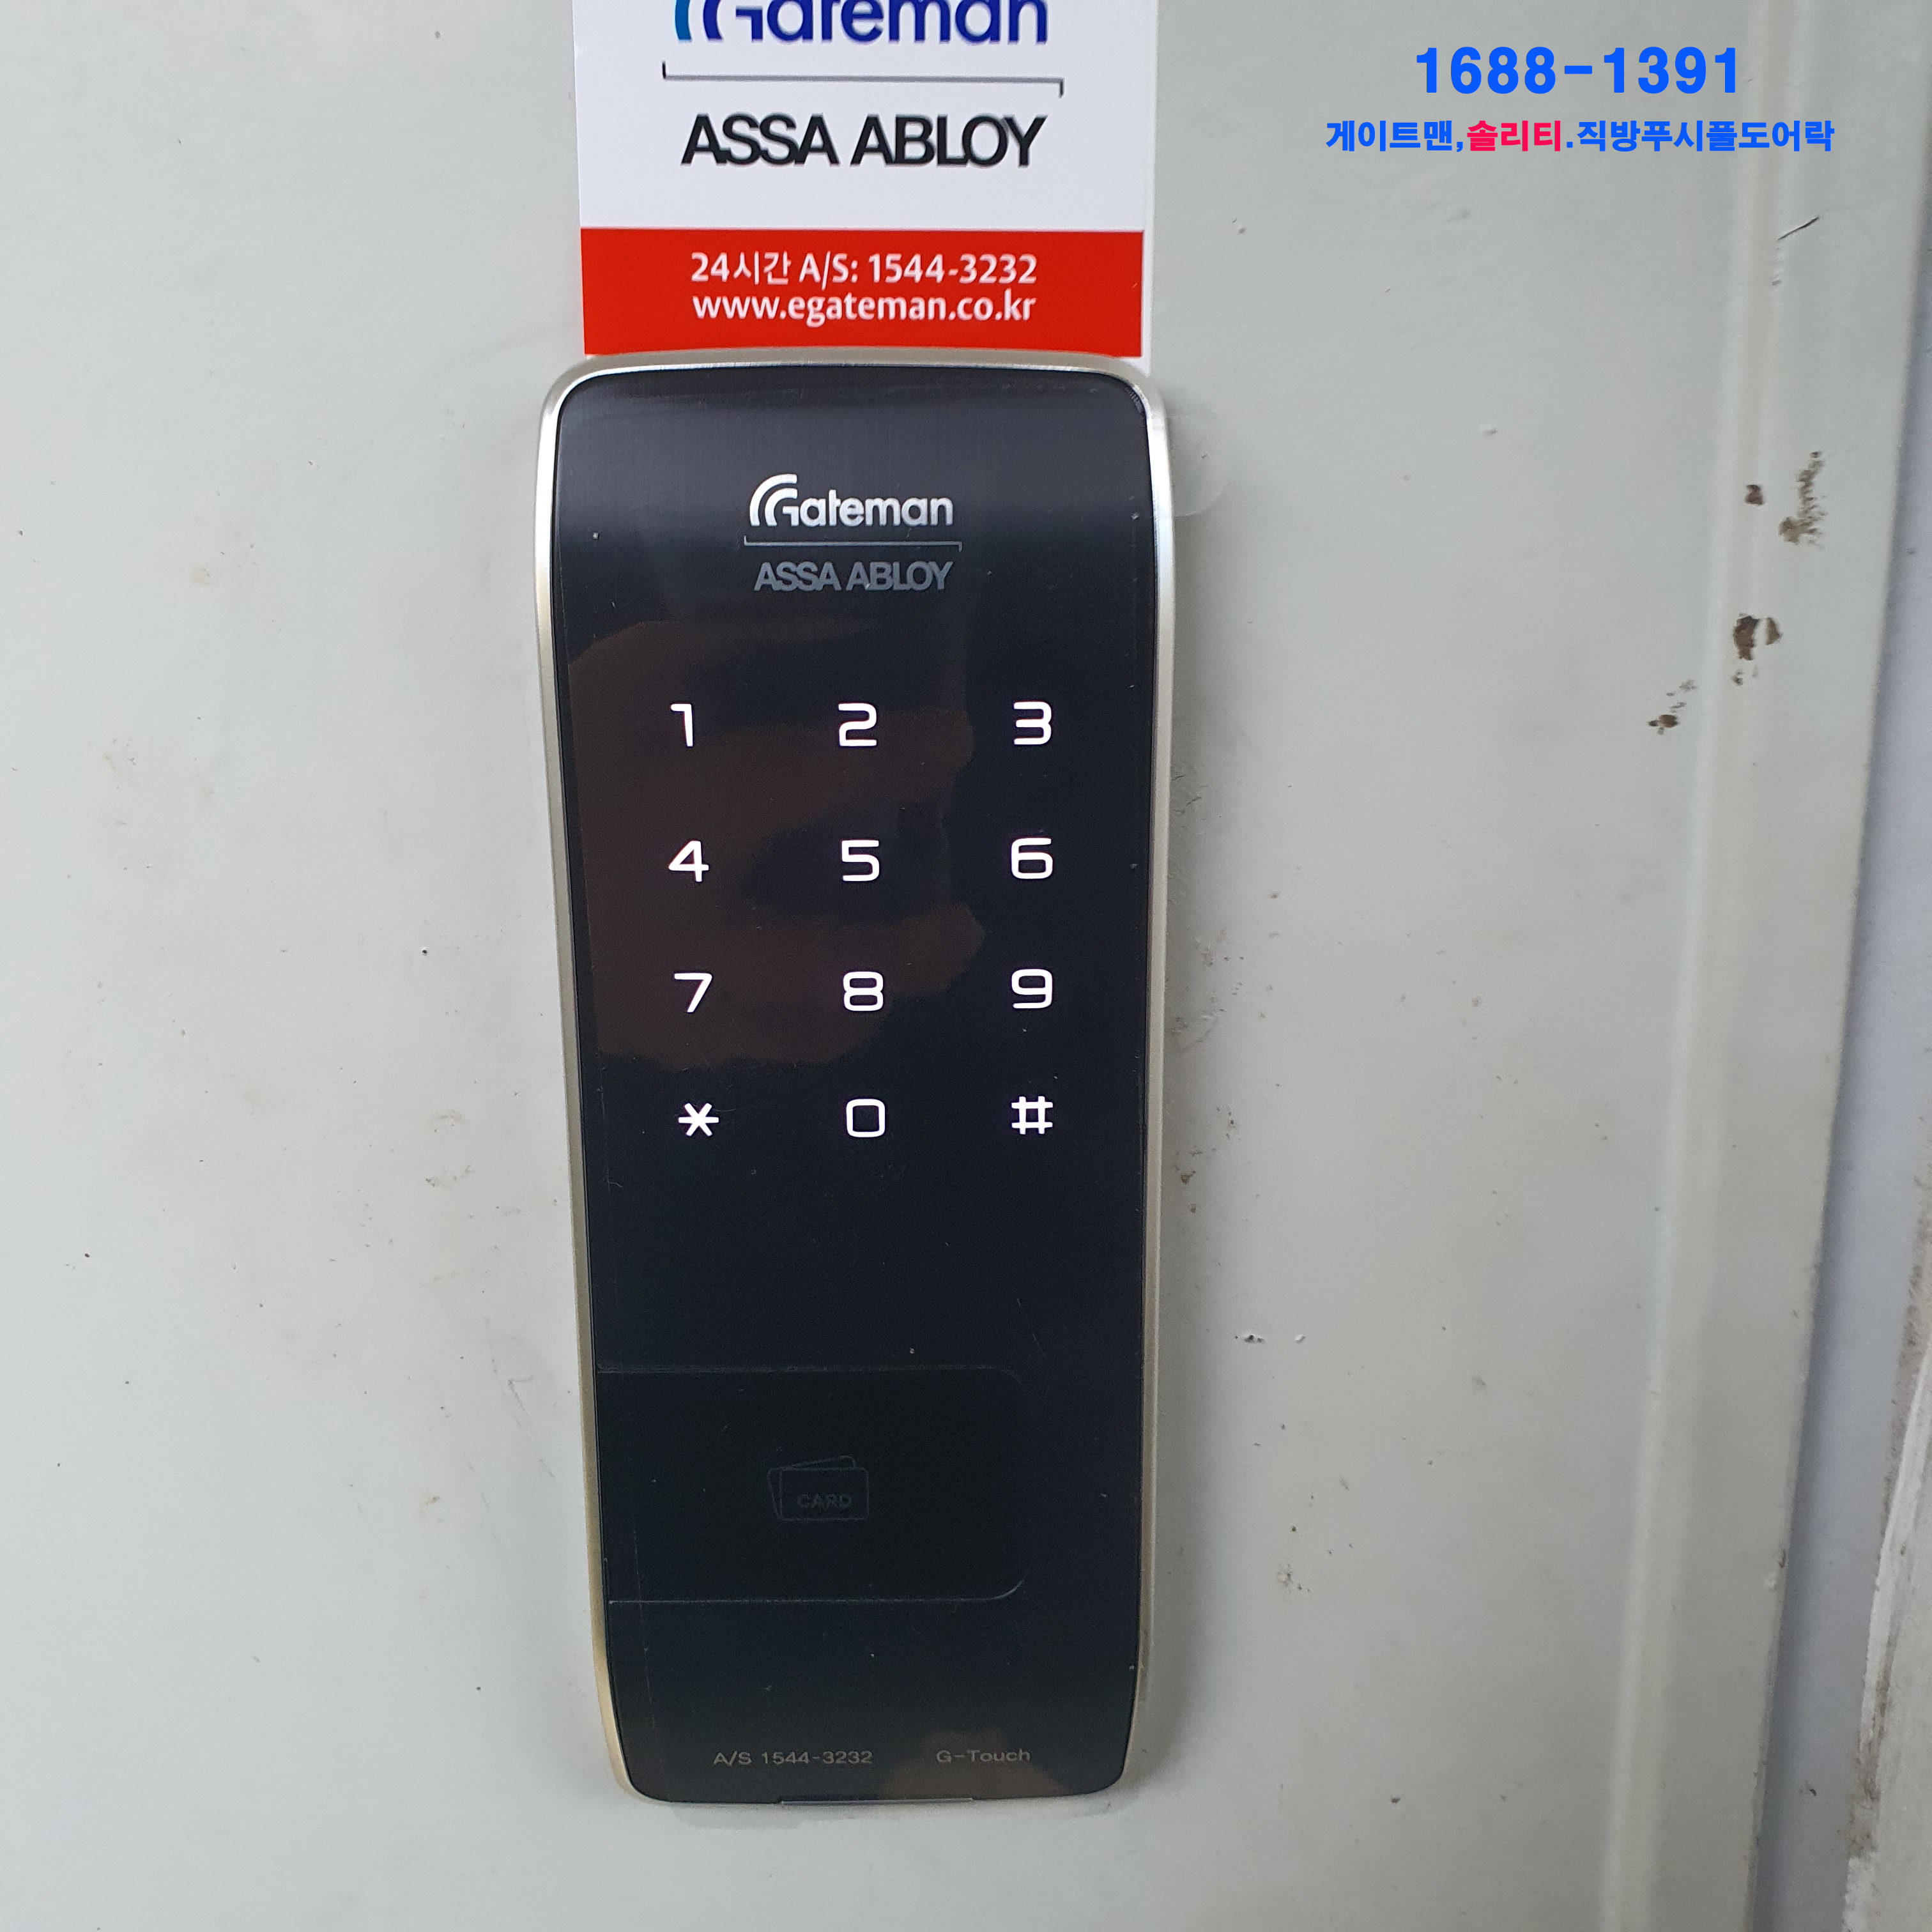 Gateman
ASSA ABLOY
24시간 A/S: 1544-3232
www.egateman.co.kr
1688-1391
게이트맨,솔리티.직방푸시풀도어락
Gateman
ASSA ABLOY
1 2 3
4 5 6
7 8 9
* 0 #
CARD
A/S 1544-3232 G-Touch